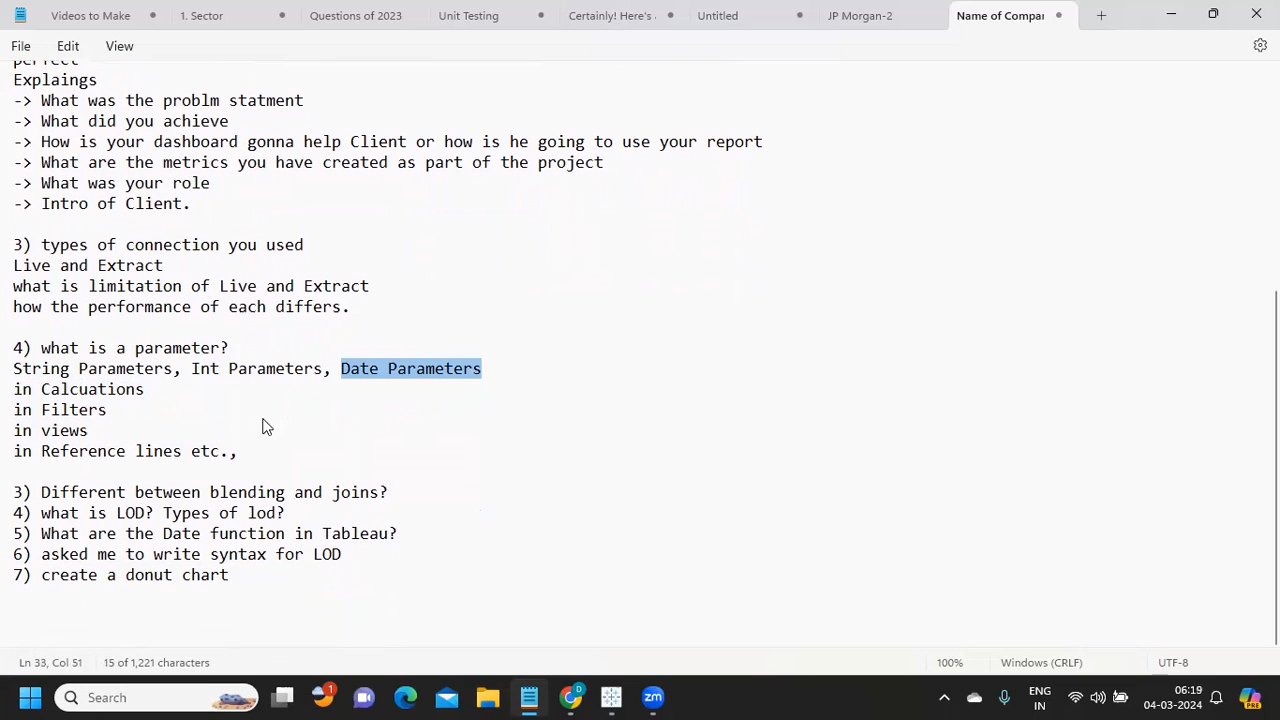 Videos to Make
1: Sector
Questions of 2023
Unit Testing
Certainly! Here's
Untitled
JP Morgan-2
Name of Compar
File
Edit
View
perfect
Explaings
-> What was the problm statment
-> What did you achieve
-> How is your dashboard gonna help Client or how is he going to use your report
-> What are the metrics you have created as part of the project
-> What was your role
-> Intro of Client.
3) types of connection you used
Live and Extract
what is limitation of Live and Extract
how the performance of each differs.
4) what is a parameter?
String Parameters, Int Parameters, Date Parameters
in Calcuations
in Filters
in views
in Reference lines etc.,
3) Different between blending and joins?
4) what is LOD? Types of lod?
5) What are the Date function in Tableau?
6) asked me to write syntax for LOD
7) create a donut chart
Ln 33, Col 51
15 of 1,221 characters
100%
Windows (CRLF)
UTF-8
Search
1
D
zm
ENG
IN
06:19
04-03-2024
PRE